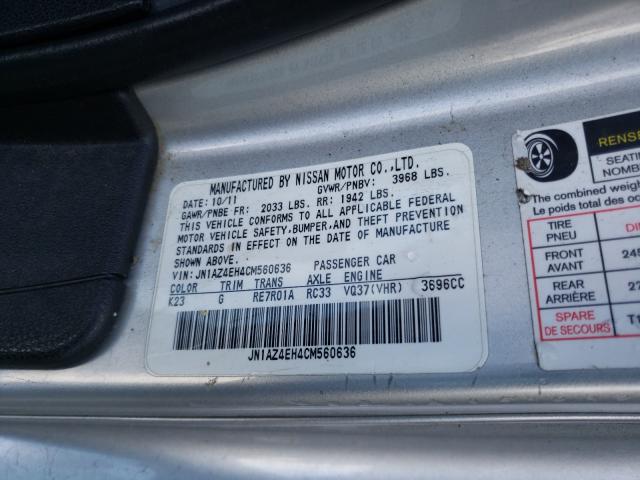 MANUFACTURED BY NISSAN MOTOR CO.,LTD.
DATE: 10/11 GVWR/PNBV: 3968 LBS.
GAWR/PNBE FR: 2033 LBS. RR: 1942 LBS.
THIS VEHICLE CONFORMS TO ALL APPLICABLE FEDERAL
MOTOR VEHICLE SAFETY,BUMPER,AND THEFT PREVENTION
STANDARDS IN EFFECT ON THE DATE OF MANUFACTURE
SHOWN ABOVE.
VIN:JN1AZ4EH4CM560636 PASSENGER CAR
COLOR TRIM TRANS AXLE ENGINE
K23 G RE7R01A RC33 VQ37(VHR) 3696CC
JN1AZ4EH4CM560636
The combined weight
Le poids total des oc
TIRE
PNEU
FRONT
AVANT
REAR
ARRIÈRE
SPARE
DE SECOURS